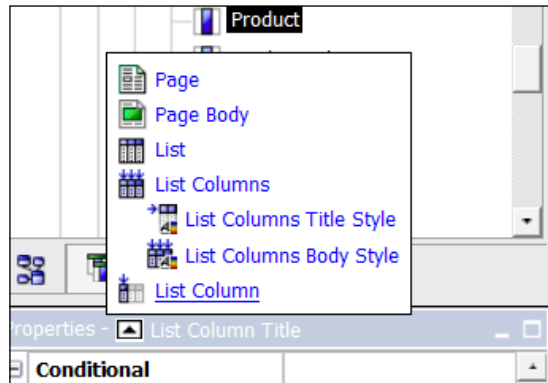 Product
Page
Page Body
List
List Columns
List Columns Title Style
List Columns Body Style
List Column
Properties - List Column Title
Conditional